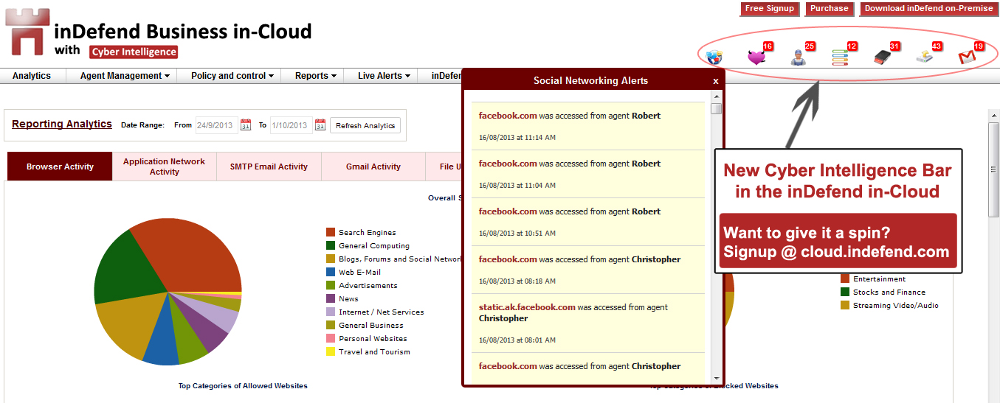 Free Signup
Purchase
Download inDefend on-Premise
inDefend Business in-Cloud
with Cyber Intelligence
16
25
12
31
43
19
Analytics
Agent Management
Policy and control
Reports
Live Alerts
inDefen
Social Networking Alerts
x
facebook.com was accessed from agent Robert
16/08/2013 at 11:14 AM
facebook.com was accessed from agent Robert
16/08/2013 at 11:04 AM
facebook.com was accessed from agent Robert
16/08/2013 at 10:51 AM
facebook.com was accessed from agent Christopher
16/08/2013 at 08:18 AM
static.ak.facebook.com was accessed from agent
Christopher
16/08/2013 at 08:01 AM
facebook.com was accessed from agent Christopher
Reporting Analytics
Date Range:
From
24/9/2013
31
To
1/10/2013
31
Refresh Analytics
Browser Activity
Application Network
Activity
SMTP Email Activity
Gmail Activity
File U
Overall S
Search Engines
General Computing
Blogs, Forums and Social Networ
Web E-Mail
Advertisements
News
Internet / Net Services
General Business
Personal Websites
Travel and Tourism
Top Categories of Allowed Websites
New Cyber Intelligence Bar
in the inDefend in-Cloud
Want to give it a spin?
Signup @ cloud.indefend.com
Entertainment
Stocks and Finance
Streaming Video/Audio
Top Categories of Blocked Websites